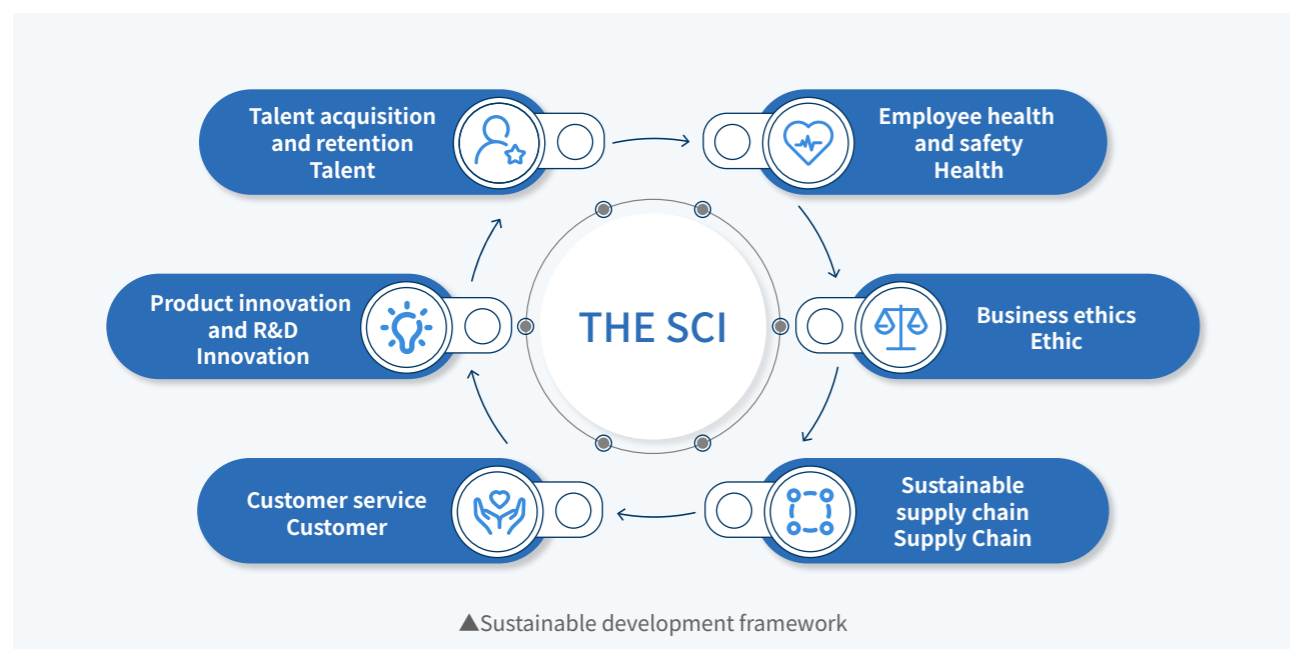 Talent acquisition
and retention
Talent
Employee health
and safety
Health
Product innovation
and R&D
Innovation
THE SCI
Business ethics
Ethic
Customer service
Customer
Sustainable
supply chain
Supply Chain
▲Sustainable development framework